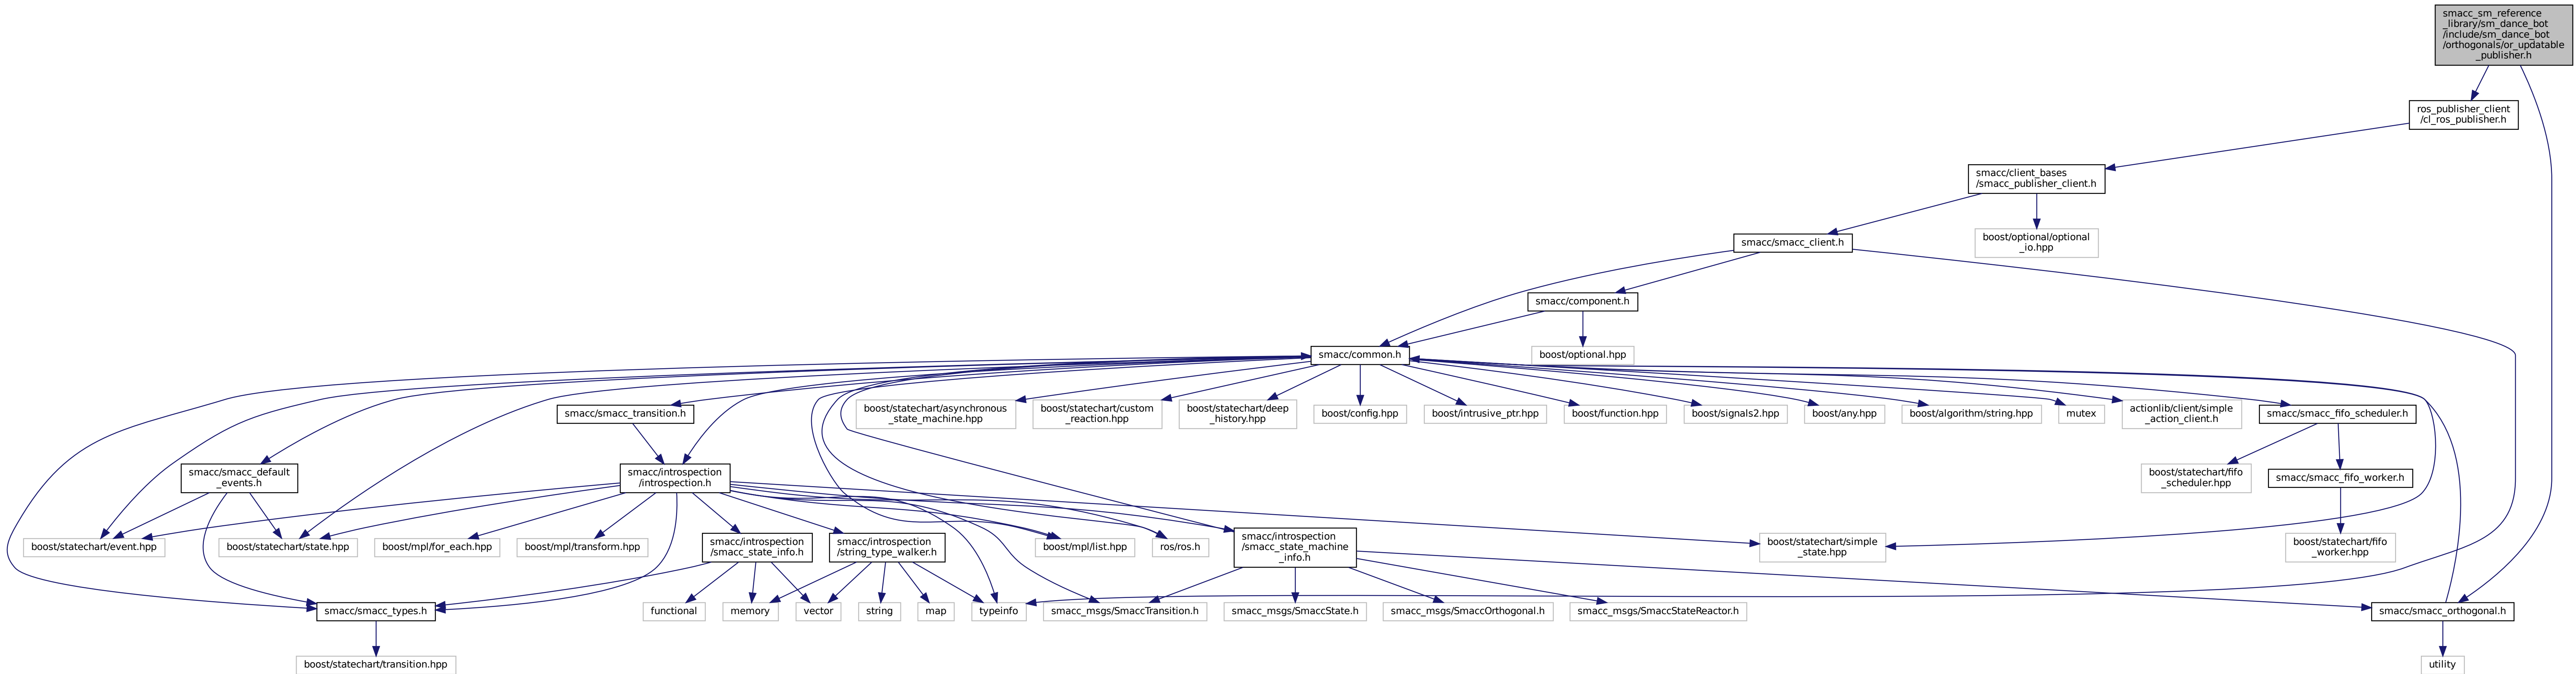 smacc_sm_reference
_library/sm_dance_bot
/include/sm_dance_bot
/orthogonals/or_updatable
_publisher.h
ros_publisher_client
/cl_ros_publisher.h
smacc/client_bases
/smacc_publisher_client.h
smacc/smacc_client.h
boost/optional/optional
_io.hpp
smacc/component.h
smacc/common.h
boost/optional.hpp
smacc/smacc_transition.h
boost/statechart/asynchronous
_state_machine.hpp
boost/statechart/custom
_reaction.hpp
boost/statechart/deep
_history.hpp
boost/config.hpp
boost/intrusive_ptr.hpp
boost/function.hpp
boost/signals2.hpp
boost/any.hpp
boost/algorithm/string.hpp
mutex
actionlib/client/simple
_action_client.h
smacc/smacc_fifo_scheduler.h
smacc/smacc_default
_events.h
smacc/introspection
/introspection.h
boost/statechart/fifo
_scheduler.hpp
smacc/smacc_fifo_worker.h
boost/statechart/event.hpp
boost/statechart/state.hpp
boost/mpl/for_each.hpp
boost/mpl/transform.hpp
smacc/introspection
/smacc_state_info.h
smacc/introspection
/string_type_walker.h
boost/mpl/list.hpp
ros/ros.h
smacc/introspection
/smacc_state_machine
_info.h
boost/statechart/simple
_state.hpp
boost/statechart/fifo
_worker.hpp
smacc/smacc_types.h
functional
memory
vector
string
map
typeinfo
smacc_msgs/SmaccTransition.h
smacc_msgs/SmaccState.h
smacc_msgs/SmaccOrthogonal.h
smacc_msgs/SmaccStateReactor.h
smacc/smacc_orthogonal.h
boost/statechart/transition.hpp
utility